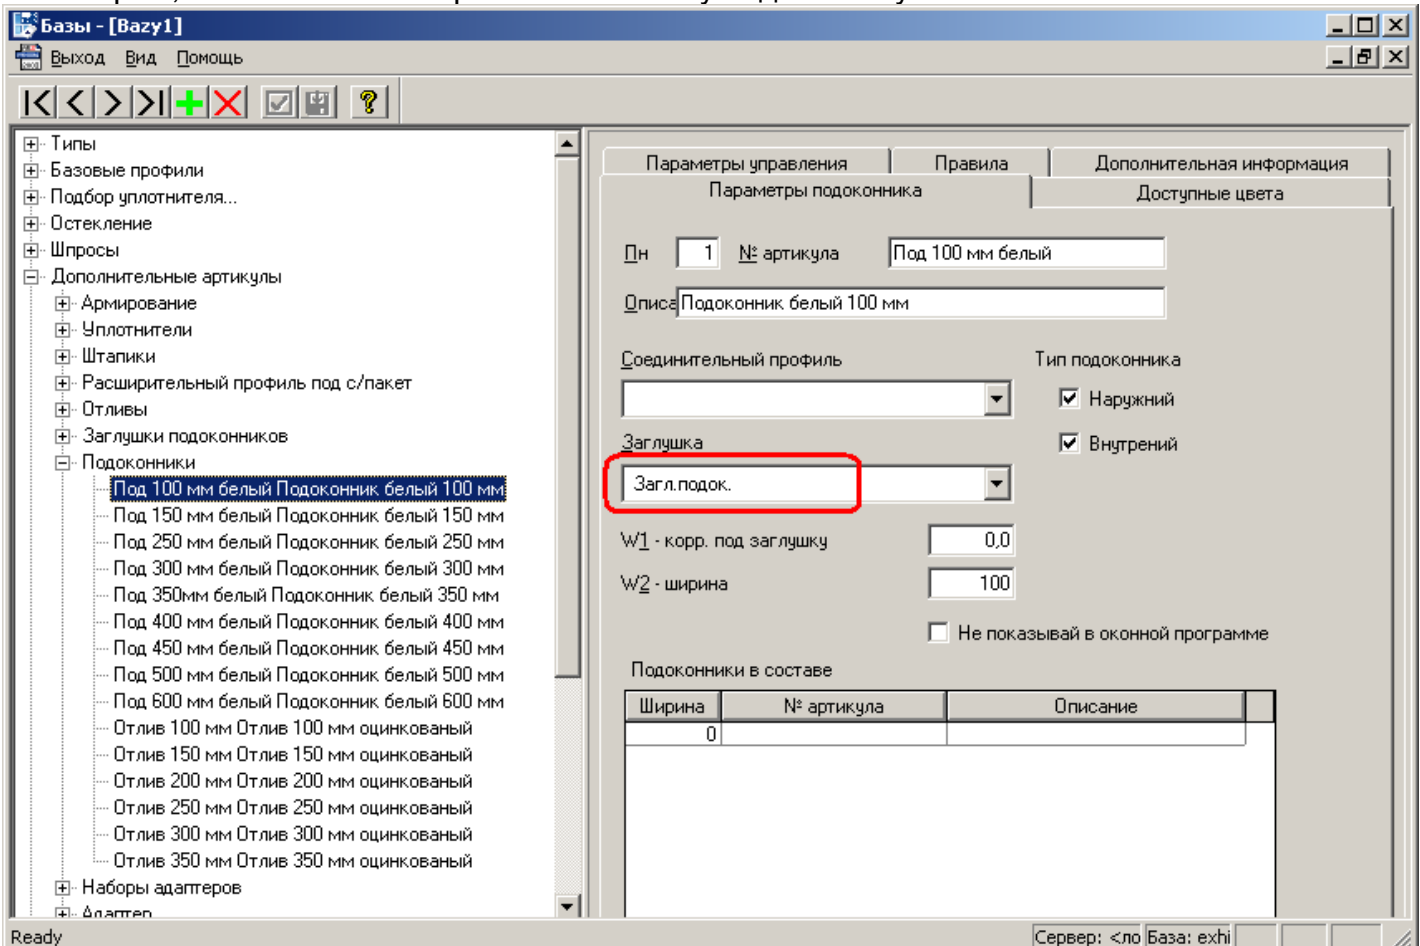 Базы - [Bazy1]
Выход Вид Помощь
Типы
Базовые профили
Подбор уплотнителя...
Остекление
Шпросы
Дополнительные артикулы
Армирование
Уплотнители
Штапики
Расширительный профиль под с/пакет
Отливы
Заглушки подоконников
Подоконники
Под 100 мм белый Подоконник белый 100 мм
Под 150 мм белый Подоконник белый 150 мм
Под 250 мм белый Подоконник белый 250 мм
Под 300 мм белый Подоконник белый 300 мм
Под 350мм белый Подоконник белый 350 мм
Под 400 мм белый Подоконник белый 400 мм
Под 450 мм белый Подоконник белый 450 мм
Под 500 мм белый Подоконник белый 500 мм
Под 600 мм белый Подоконник белый 600 мм
Отлив 100 мм Отлив 100 мм оцинкованый
Отлив 150 мм Отлив 150 мм оцинкованый
Отлив 200 мм Отлив 200 мм оцинкованый
Отлив 250 мм Отлив 250 мм оцинкованый
Отлив 300 мм Отлив 300 мм оцинкованый
Отлив 350 мм Отлив 350 мм оцинкованый
Наборы адаптеров
Адаптер
Параметры управления Правила Дополнительная информация
Параметры подоконника Доступные цвета
Пн 1 № артикула Под 100 мм белый
Описа Подоконник белый 100 мм
Соединительный профиль Тип подоконника
Наружний
Заглушка Внутрений
Загл.подок.
W1 - корр. под заглушку 0,0
W2 - ширина 100
Не показывай в оконной программе
Подоконники в составе
Ширина № артикула Описание
0
Ready Сервер: <ло База: exhi